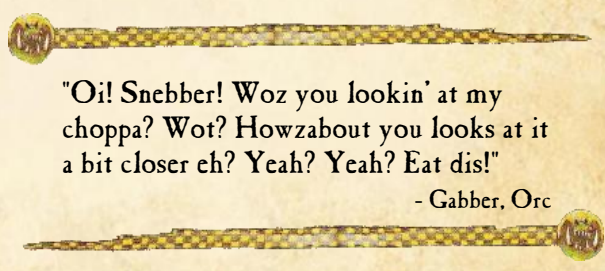 "Oi! Snebber! Woz you lookin' at my
choppa? Wot? Howzabout you looks at it
a bit closer eh? Yeah? Yeah? Eat dis!"
- Gabber, Orc